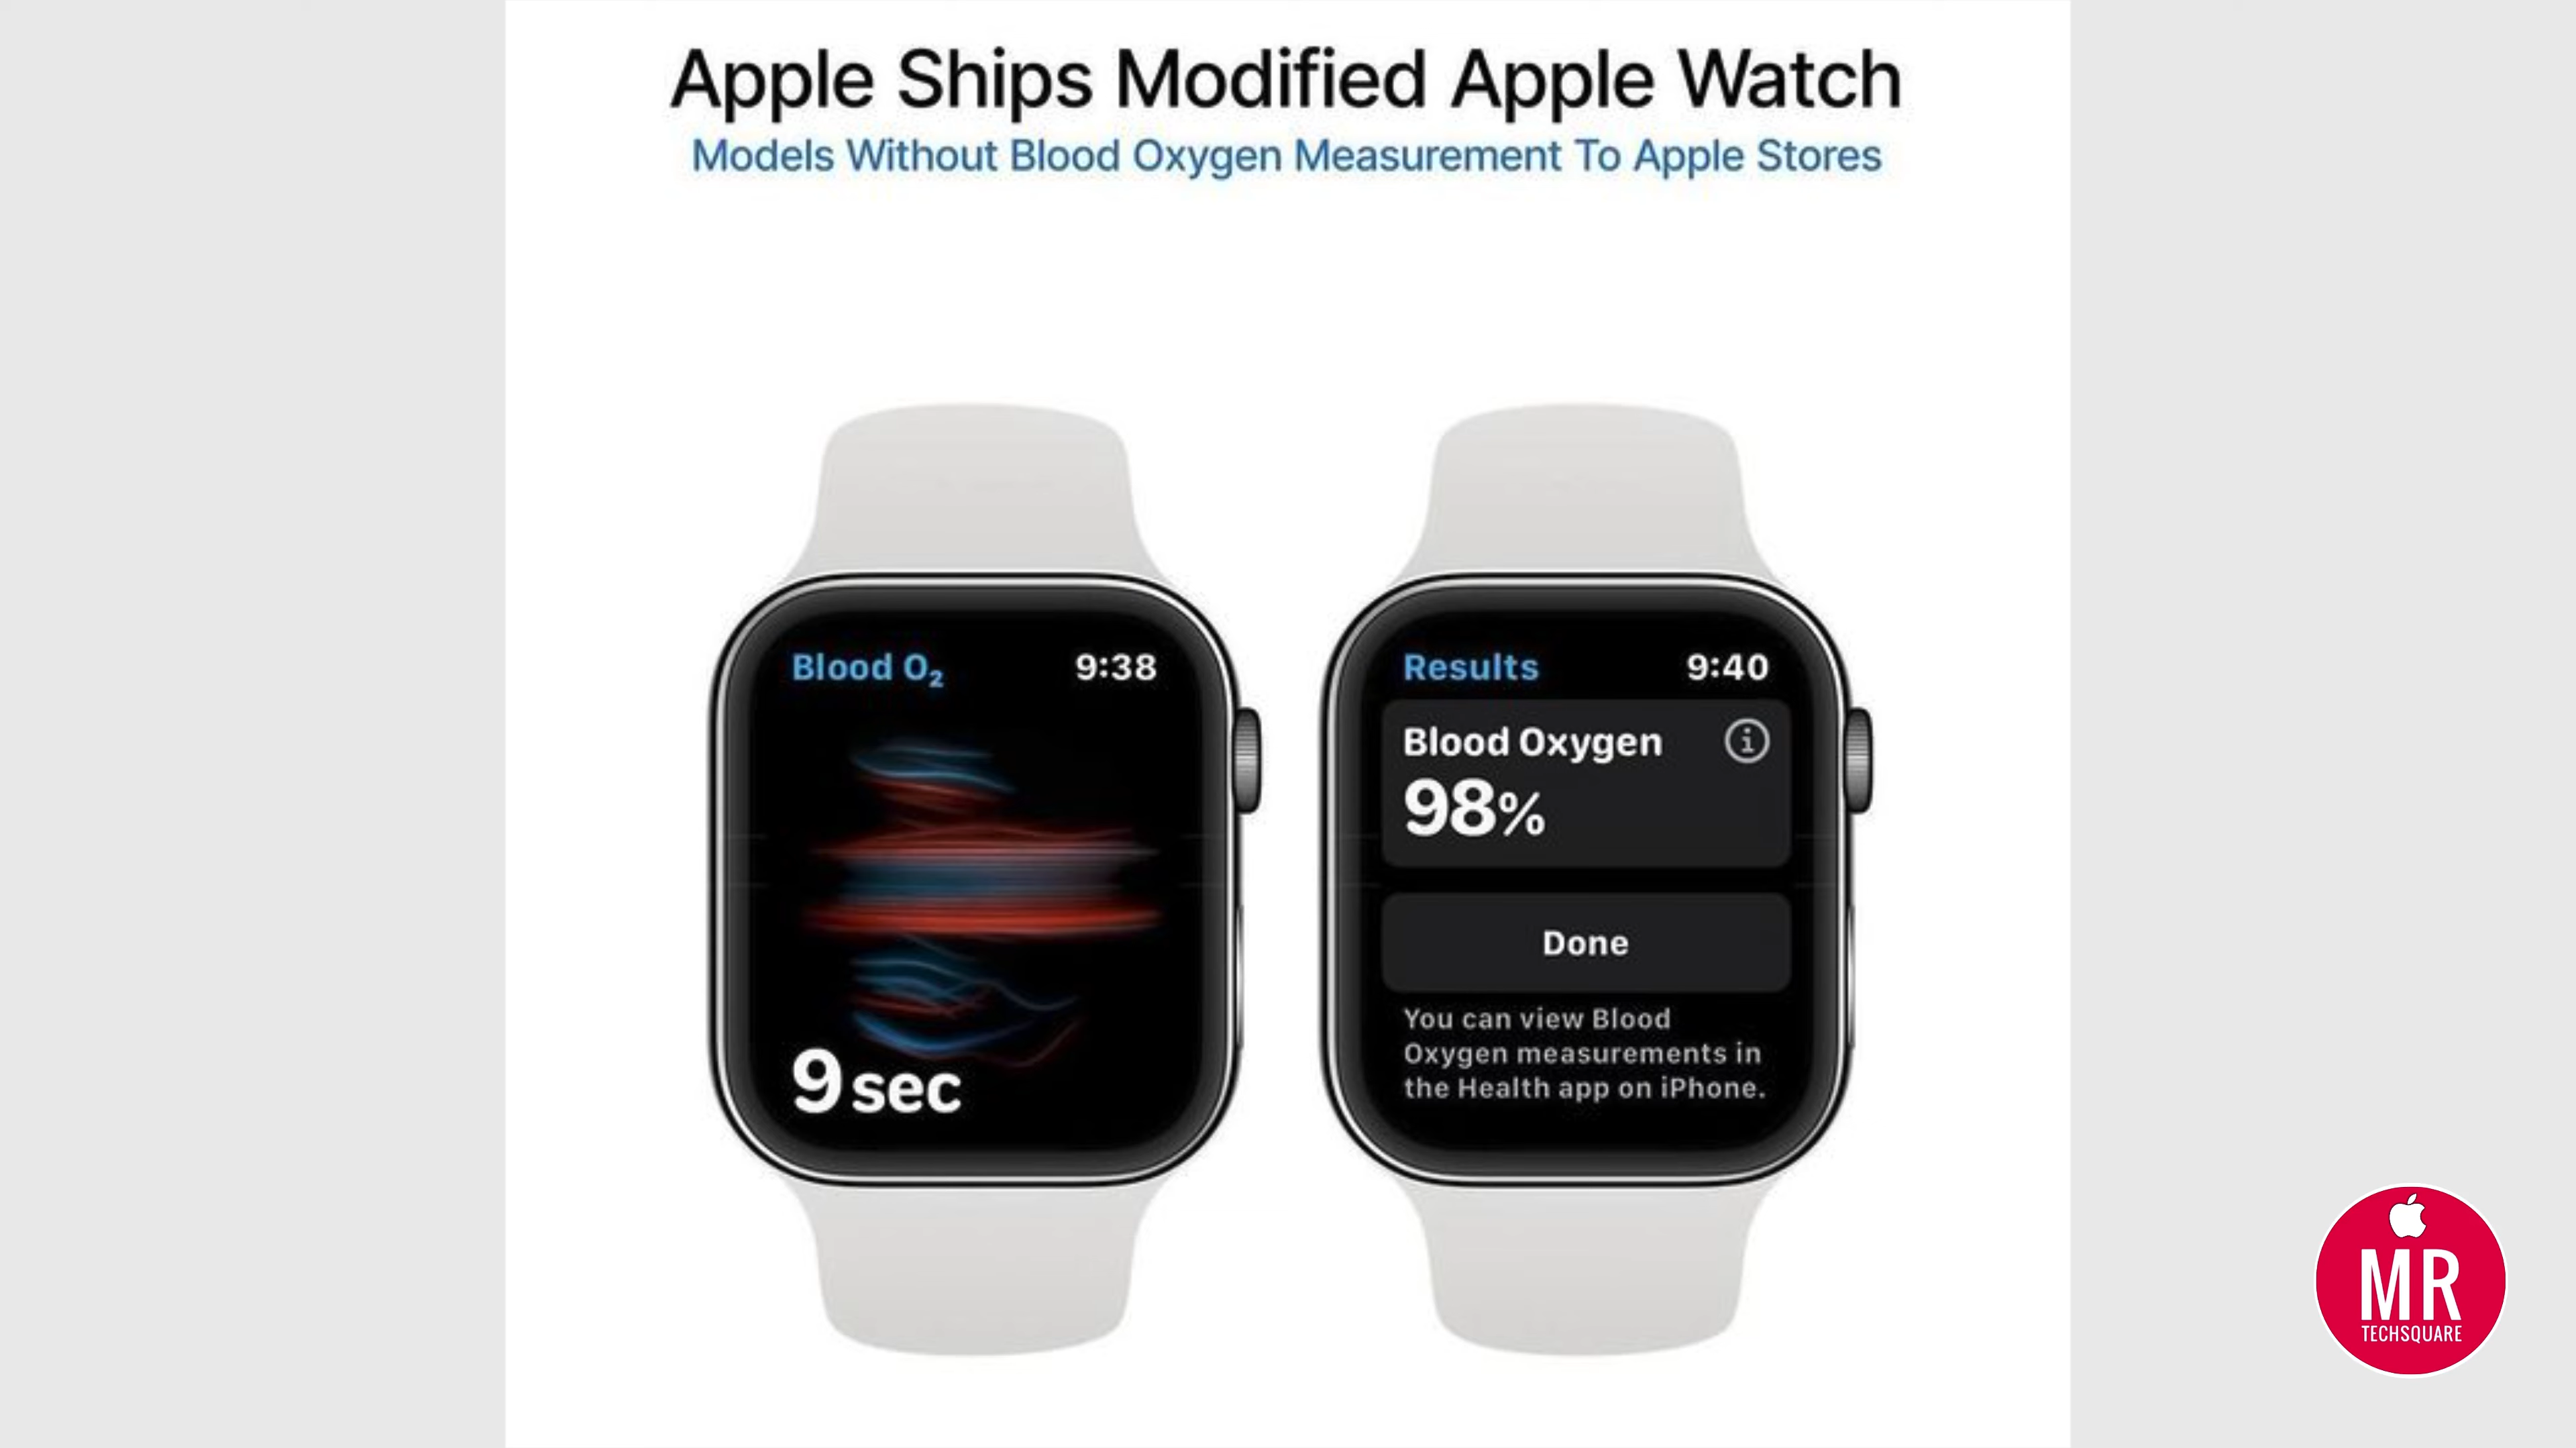 Apple Ships Modified Apple Watch
Models Without Blood Oxygen Measurement To Apple Stores
Blood O₂ 9:38
9 sec
Results 9:40
Blood Oxygen
98%
Done
You can view Blood
Oxygen measurements in
the Health app on iPhone.
MR
TECHSQUARE